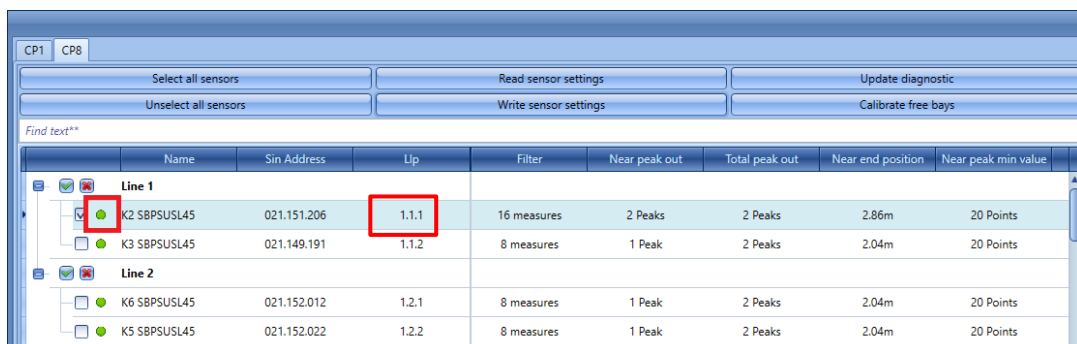 CP1 CP8
Select all sensors Read sensor settings Update diagnostic
Unselect all sensors Write sensor settings Calibrate free bays
Find text**
Name Sin Address Llp Filter Near peak out Total peak out Near end position Near peak min value
Line 1
K2 SBPSUSL45 021.151.206 1.1.1 16 measures 2 Peaks 2 Peaks 2.86m 20 Points
K3 SBPSUSL45 021.149.191 1.1.2 8 measures 1 Peak 2 Peaks 2.04m 20 Points
Line 2
K6 SBPSUSL45 021.152.012 1.2.1 8 measures 1 Peak 2 Peaks 2.04m 20 Points
K5 SBPSUSL45 021.152.022 1.2.2 8 measures 1 Peak 2 Peaks 2.04m 20 Points